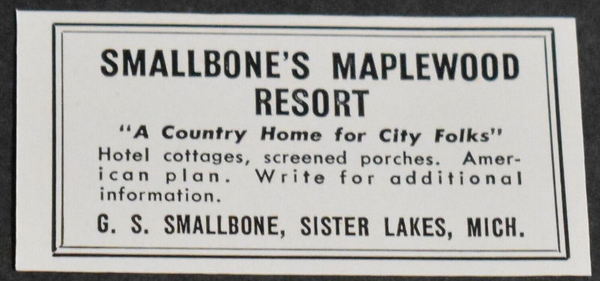 SMALLBONE'S MAPLEWOOD
RESORT
"A Country Home for City Folks"
Hotel cottages, screened porches. Amer-
ican plan. Write for additional
information.
G. S. SMALLBONE, SISTER LAKES, MICH.